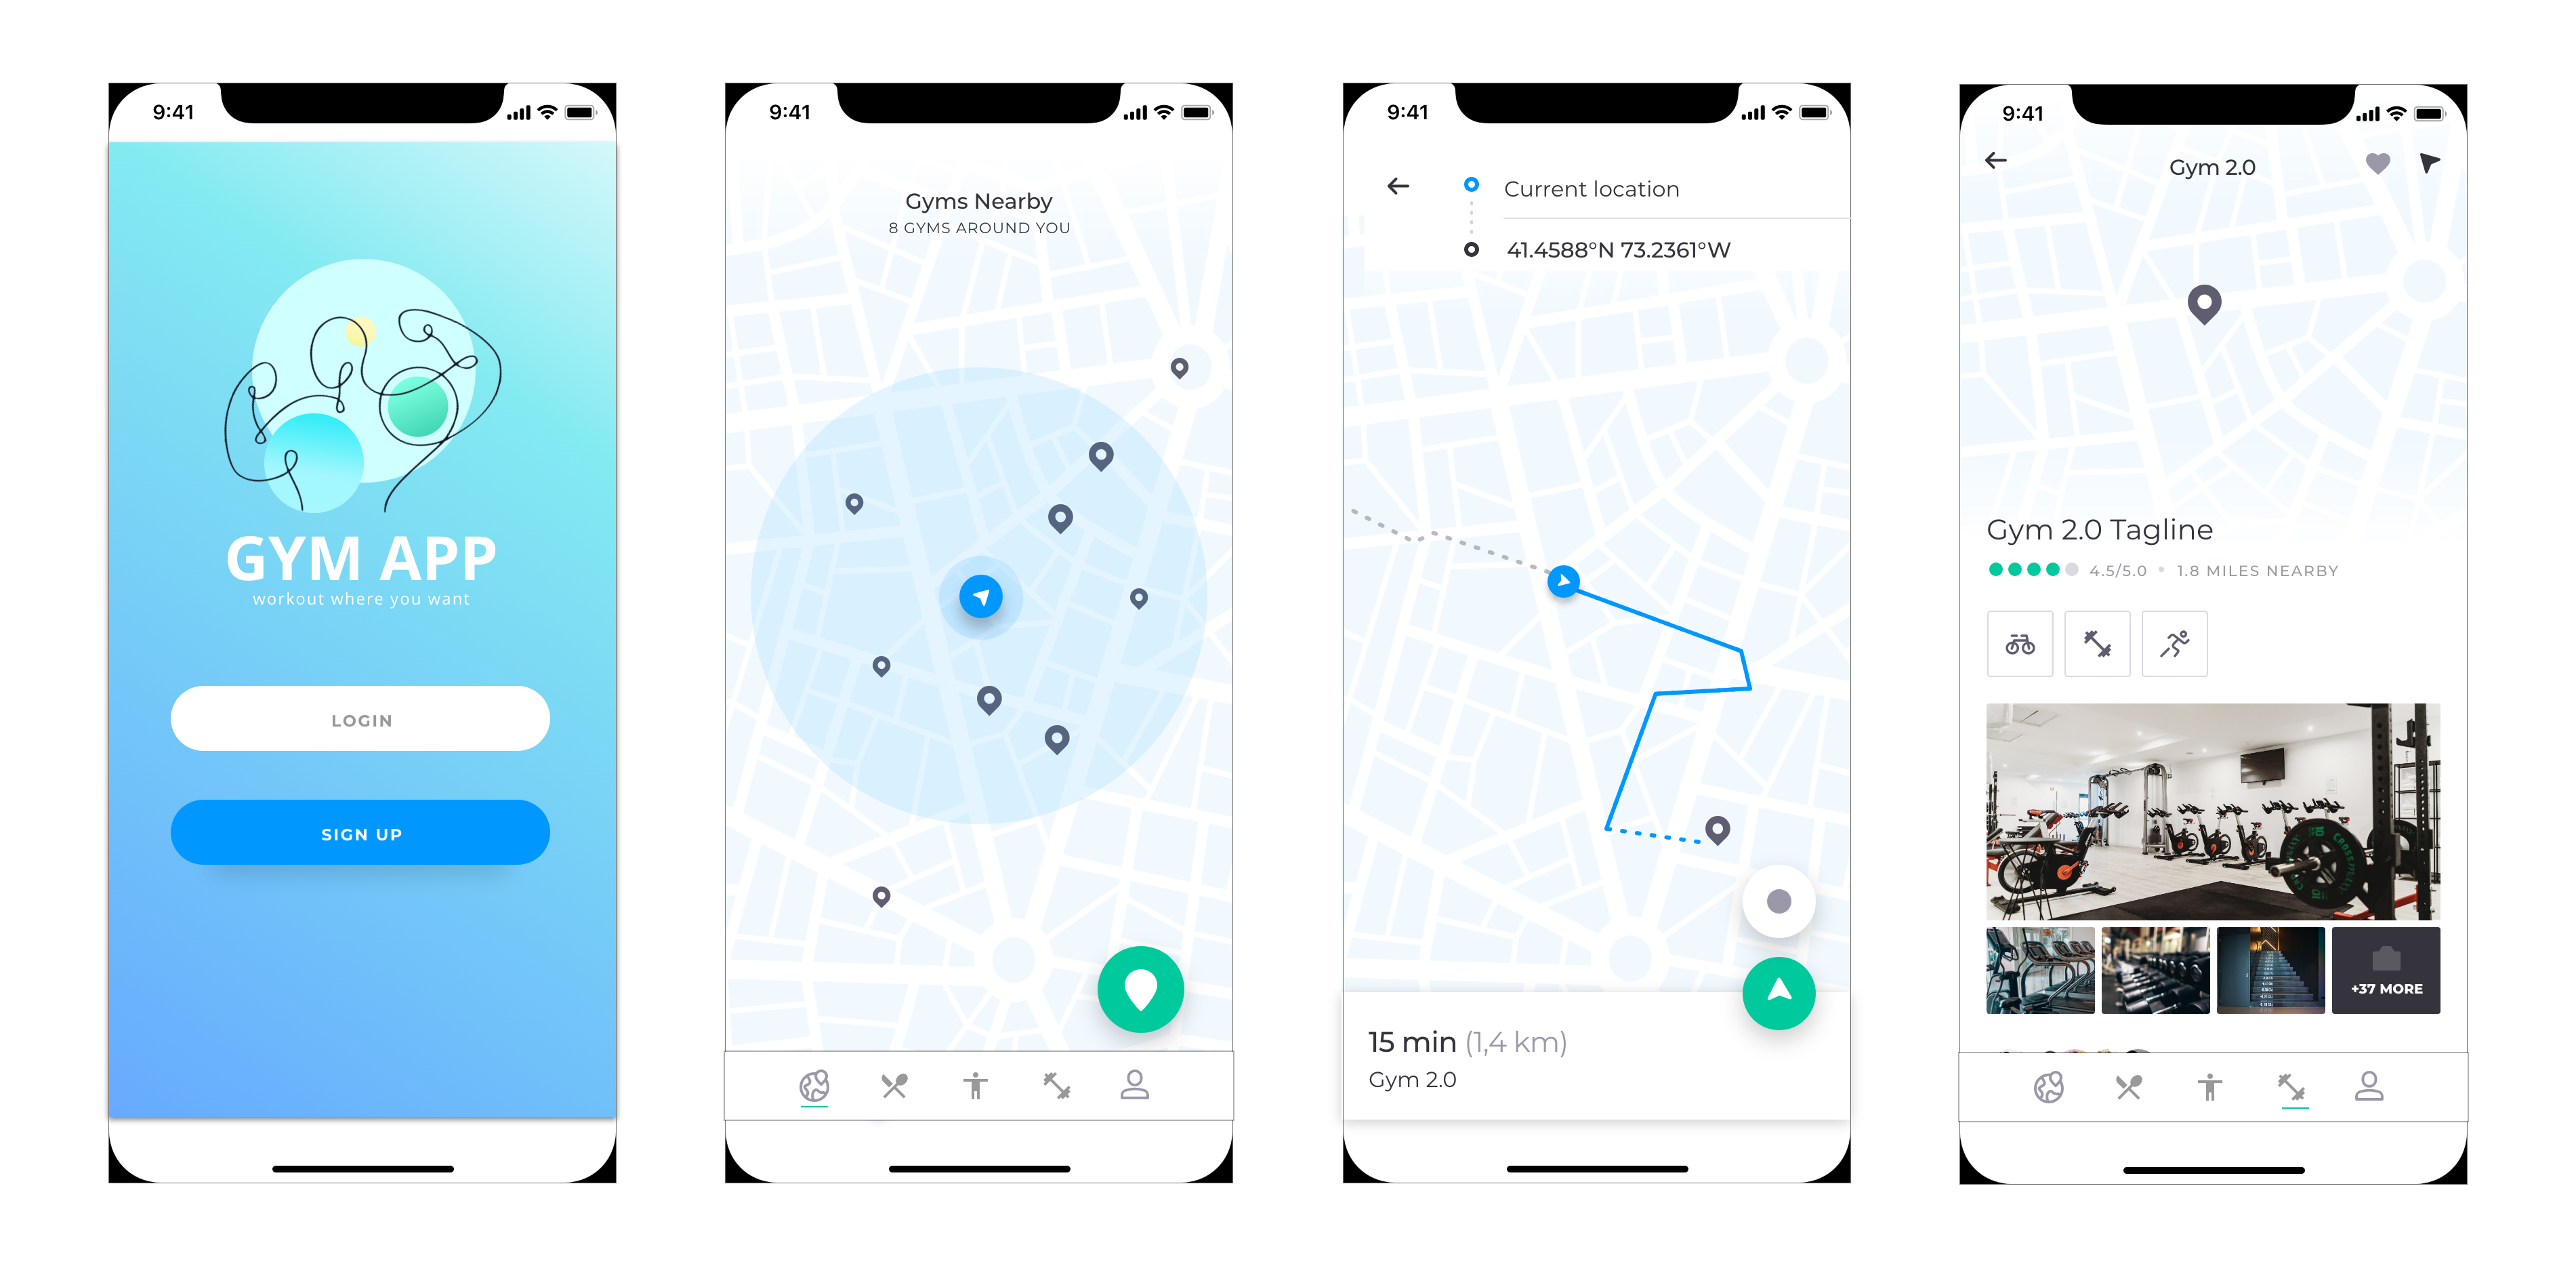 9:41
GYM APP
workout where you want
LOGIN
SIGN UP
9:41
Gyms Nearby
8 GYMS AROUND YOU
9:41
Current location
41.4588°N 73.2361°W
15 min (1,4 km)
Gym 2.0
9:41
Gym 2.0
Gym 2.0 Tagline
4.5/5.0 • 1.8 MILES NEARBY
+37 MORE